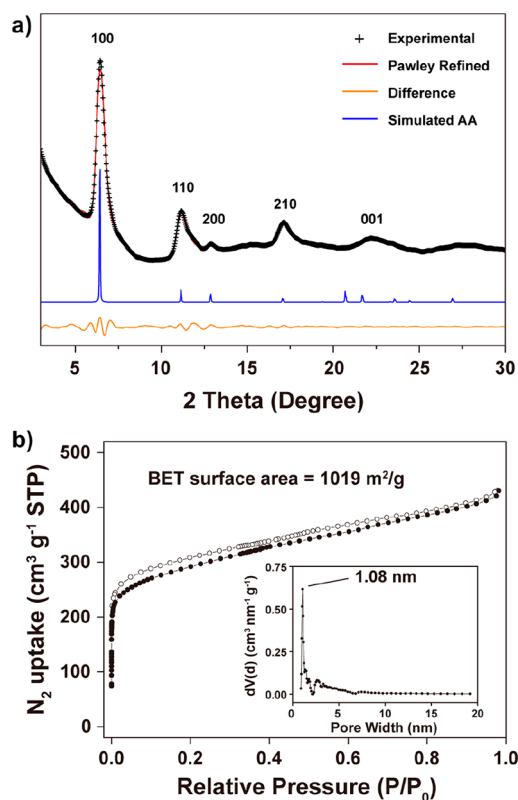 a)
100
110
200
210
001
+ Experimental
Pawley Refined
Difference
Simulated AA
5 10 15 20 25 30
2 Theta (Degree)
b)
500
400
300
200
100
0
N₂ uptake (cm³ g⁻¹ STP)
BET surface area = 1019 m²/g
0.75
0.50
0.25
0.00
dV(d) (cm³ nm⁻¹ g⁻¹)
1.08 nm
0 5 10 15 20
Pore Width (nm)
0.0 0.2 0.4 0.6 0.8 1.0
Relative Pressure (P/P₀)